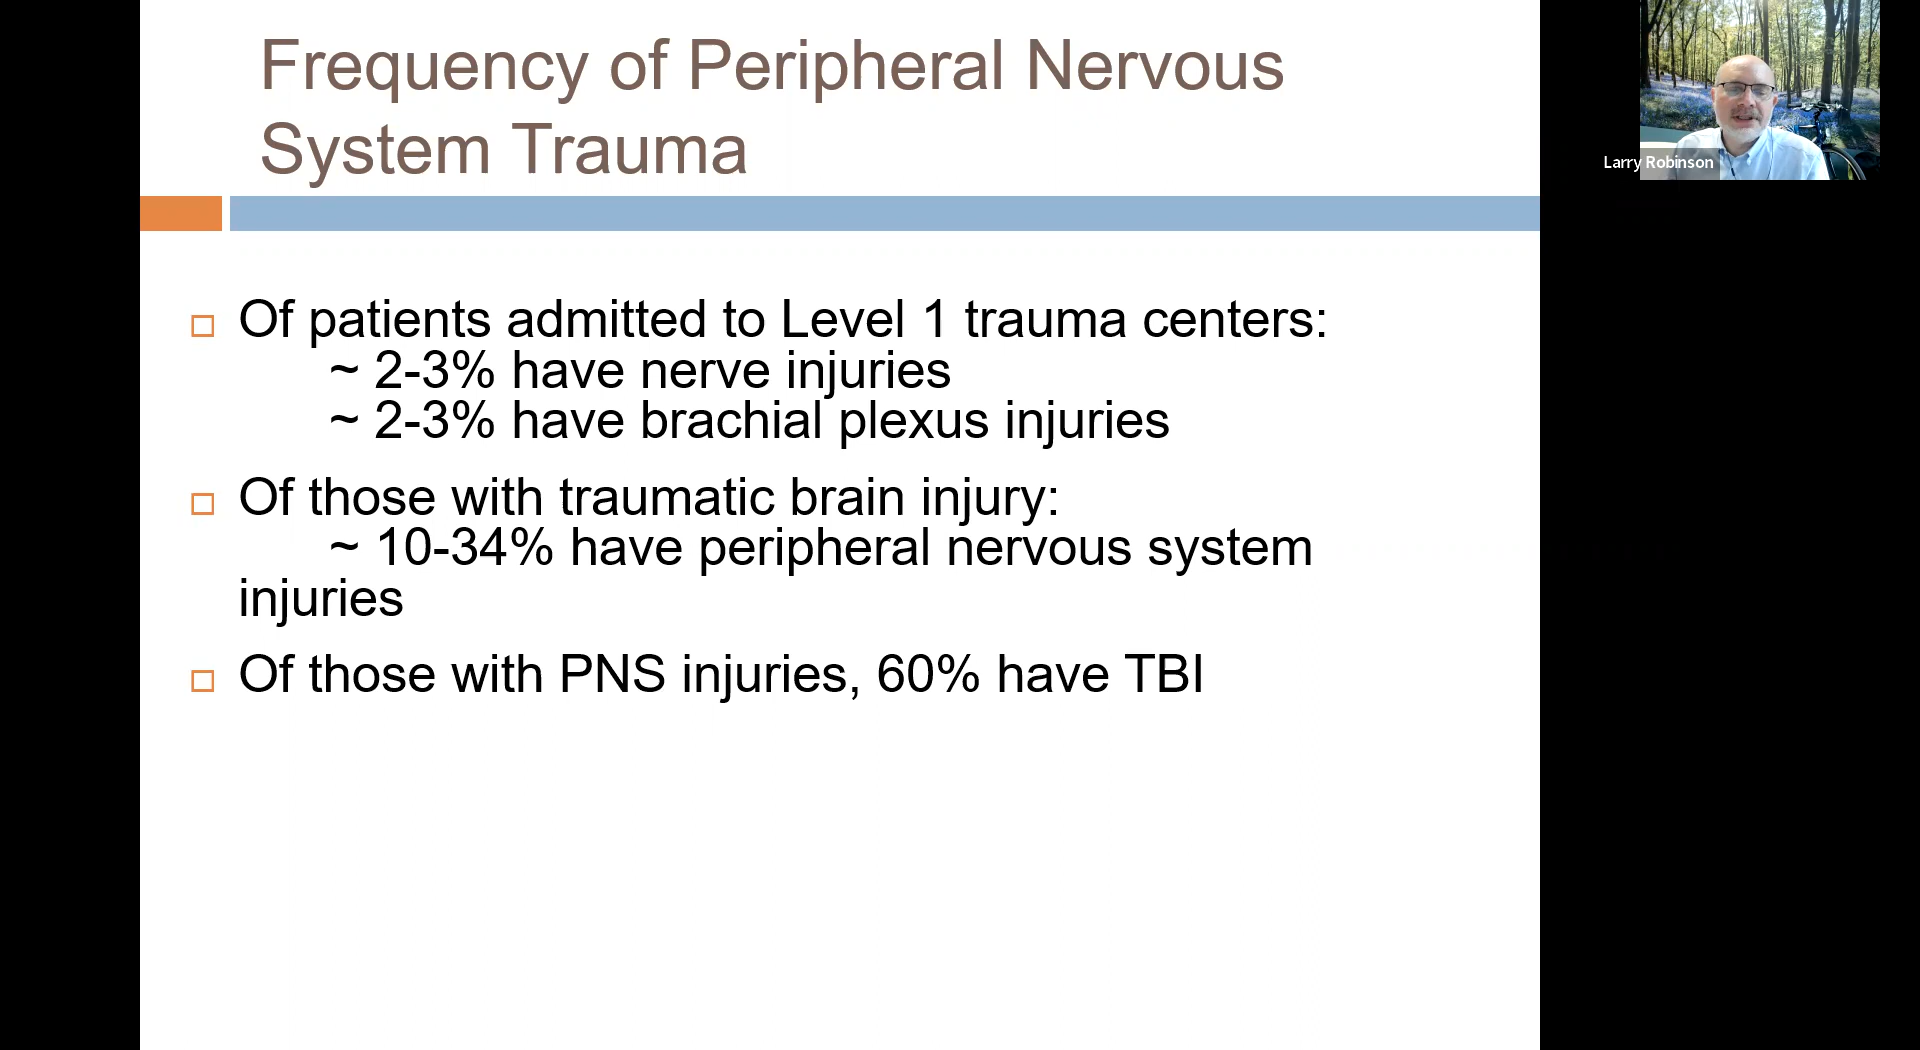 Frequency of Peripheral Nervous
System Trauma
Larry Robinson
Of patients admitted to Level 1 trauma centers:
~ 2-3% have nerve injuries
~ 2-3% have brachial plexus injuries
Of those with traumatic brain injury:
~ 10-34% have peripheral nervous system
injuries
Of those with PNS injuries, 60% have TBI